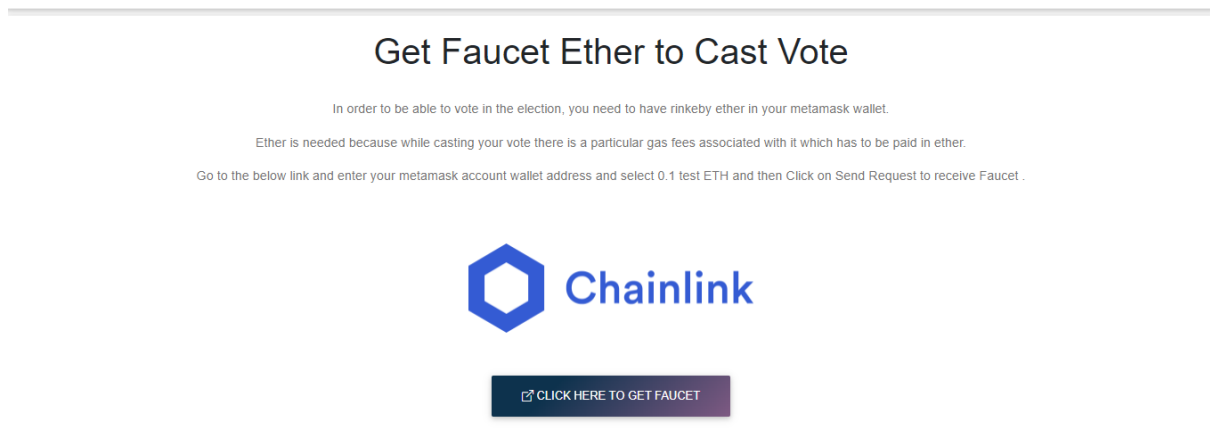 Get Faucet Ether to Cast Vote
In order to be able to vote in the election, you need to have rinkeby ether in your metamask wallet.
Ether is needed because while casting your vote there is a particular gas fees associated with it which has to be paid in ether.
Go to the below link and enter your metamask account wallet address and select 0.1 test ETH and then Click on Send Request to receive Faucet .
Chainlink
CLICK HERE TO GET FAUCET